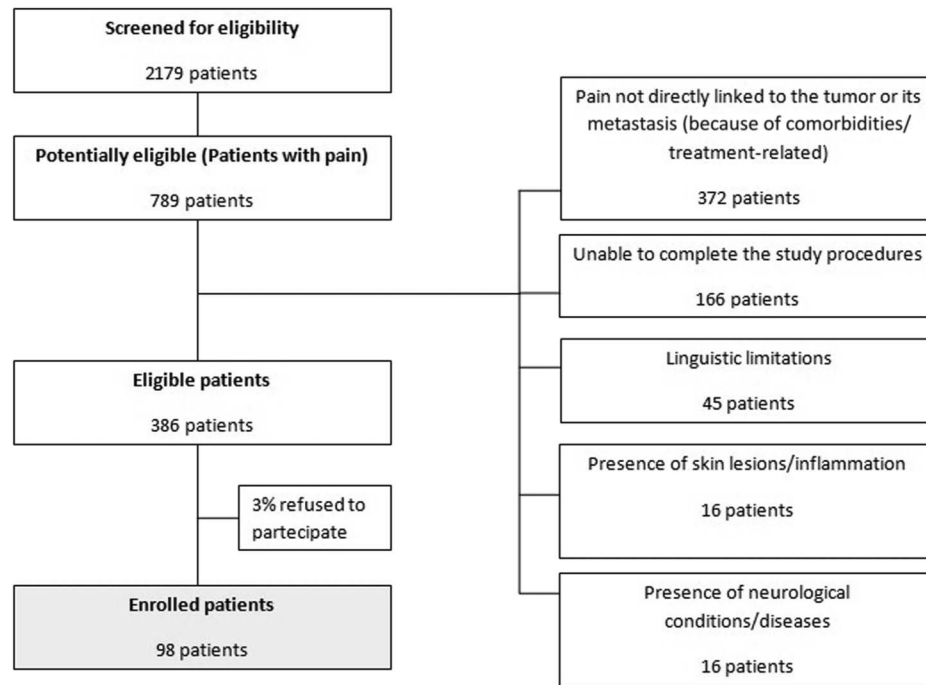 Screened for eligibility
2179 patients
Potentially eligible (Patients with pain)
789 patients
Pain not directly linked to the tumor or its
metastasis (because of comorbidities/
treatment-related)
372 patients
Unable to complete the study procedures
166 patients
Linguistic limitations
45 patients
Presence of skin lesions/inflammation
16 patients
Presence of neurological
conditions/diseases
16 patients
Eligible patients
386 patients
3% refused to
partecipate
Enrolled patients
98 patients